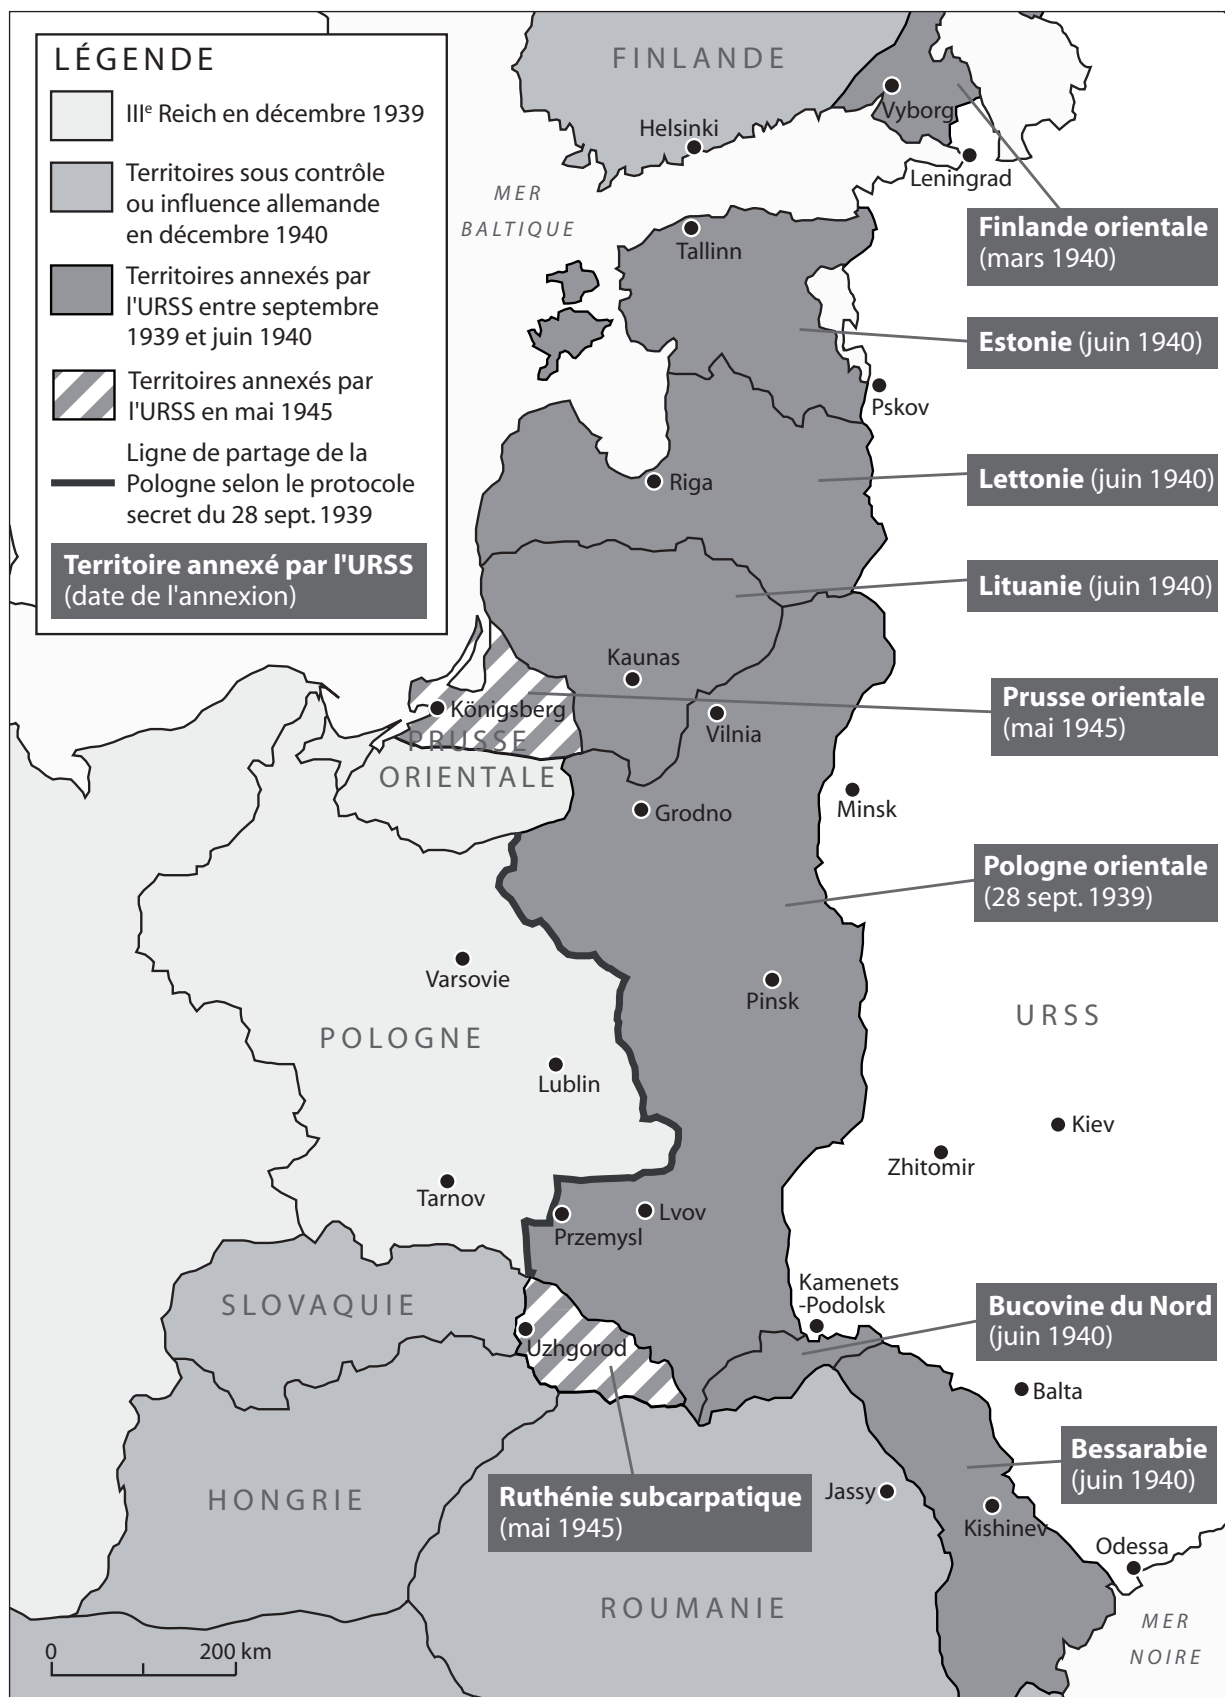 LÉGENDE
IIIe Reich en décembre 1939
Territoires sous contrôle
ou influence allemande
en décembre 1940
Territoires annexés par
l'URSS entre septembre
1939 et juin 1940
Territoires annexés par
l'URSS en mai 1945
Ligne de partage de la
Pologne selon le protocole
secret du 28 sept. 1939
Territoire annexé par l'URSS
(date de l'annexion)
FINLANDE
Vyborg
Helsinki
Leningrad
MER
BALTIQUE
Finlande orientale
(mars 1940)
Tallinn
Estonie (juin 1940)
Pskov
Riga
Lettonie (juin 1940)
Lituanie (juin 1940)
Kaunas
Prusse orientale
(mai 1945)
Königsberg
Vilnia
PRUSSE
ORIENTALE
Minsk
Grodno
Pologne orientale
(28 sept. 1939)
Varsovie
Pinsk
URSS
POLOGNE
Lublin
Kiev
Zhitomir
Tarnov
Lvov
Przemysl
Kamenets
-Podolsk
SLOVAQUIE
Bucovine du Nord
(juin 1940)
Uzhgorod
Balta
Bessarabie
(juin 1940)
HONGRIE
Ruthénie subcarpatique
(mai 1945)
Jassy
Kishinev
Odessa
ROUMANIE
MER
NOIRE
0 200 km